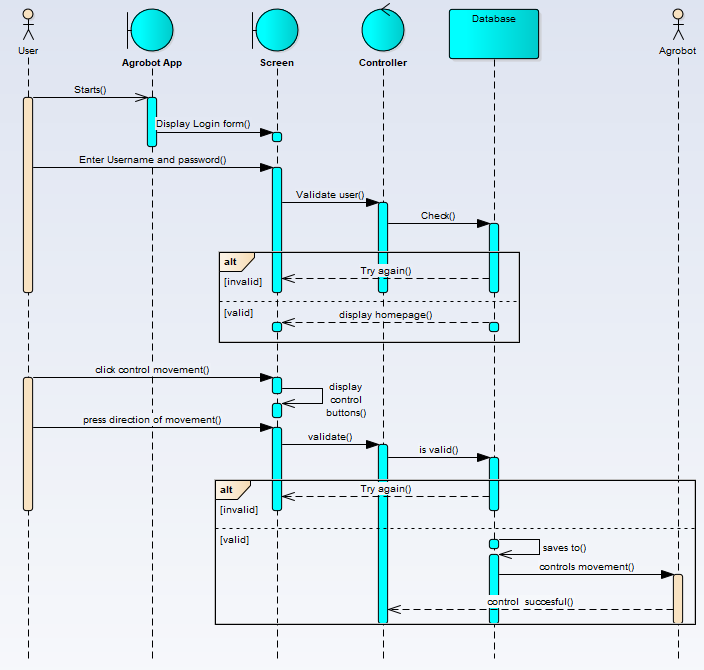 Database
User
Agrobot App
Screen
Controller
Agrobot
Starts()
Display Login form()
Enter Username and password()
Validate user()
Check()
alt
Try again()
[invalid]
[valid]
display homepage()
click control movement()
display
control
buttons()
press direction of movement()
validate()
is valid()
alt
Try again()
[invalid]
[valid]
saves to()
controls movement()
control succesful()